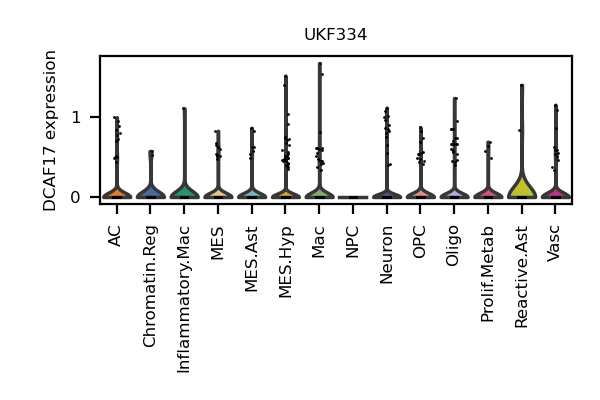 UKF334
DCAF17 expression
1
0
AC
Chromatin.Reg
Inflammatory.Mac
MES
MES.Ast
MES.Hyp
Mac
NPC
Neuron
OPC
Oligo
Prolif.Metab
Reactive.Ast
Vasc